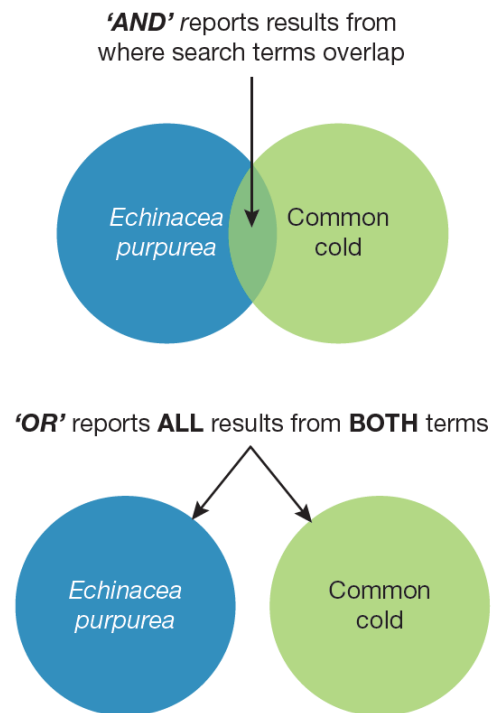 ‘AND’ reports results from
where search terms overlap
Echinacea
purpurea
Common
cold
‘OR’ reports ALL results from BOTH terms
Echinacea
purpurea
Common
cold